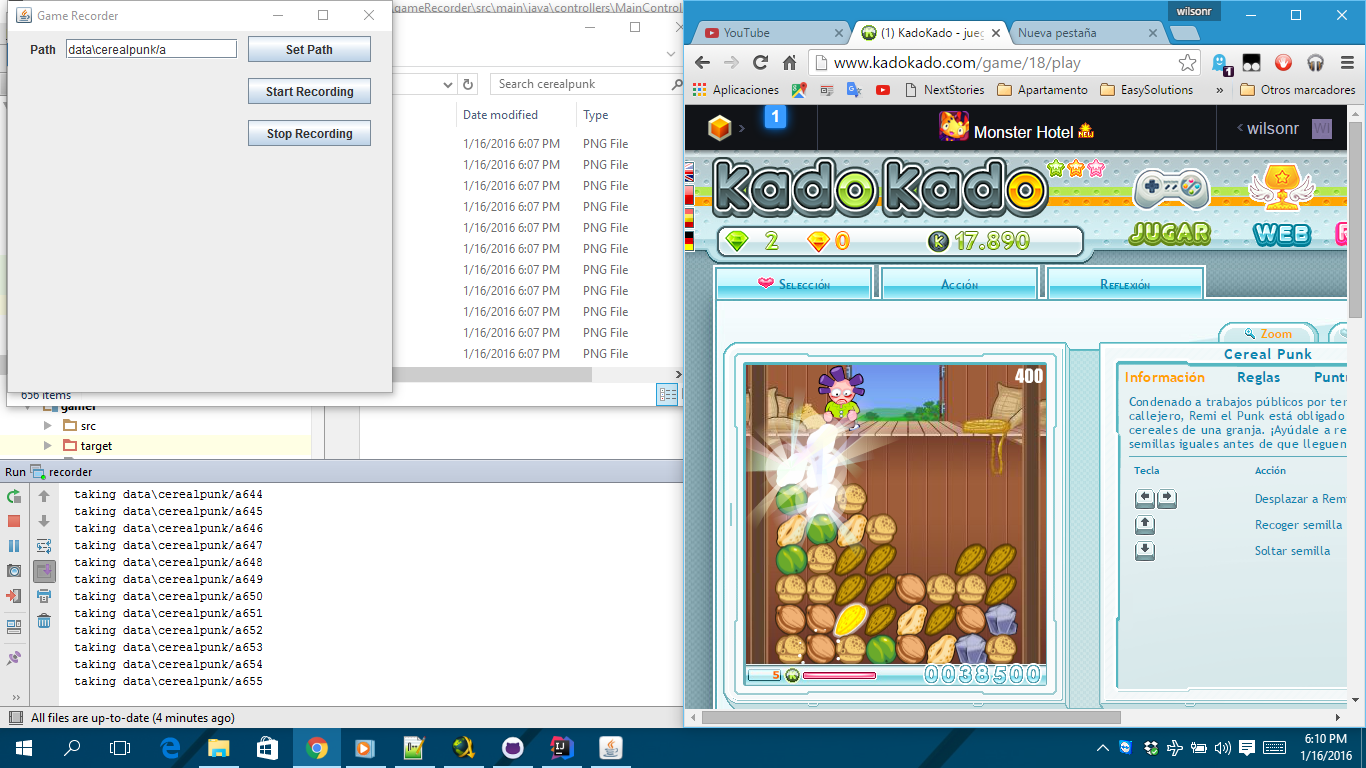 Game Recorder
Path data\cerealpunk/a Set Path
Start Recording
Stop Recording
gameRecorder\src\main\java\controllers\MainControl
Search cerealpunk
Date modified Type
1/16/2016 6:07 PM PNG File
1/16/2016 6:07 PM PNG File
1/16/2016 6:07 PM PNG File
1/16/2016 6:07 PM PNG File
1/16/2016 6:07 PM PNG File
1/16/2016 6:07 PM PNG File
1/16/2016 6:07 PM PNG File
1/16/2016 6:07 PM PNG File
1/16/2016 6:07 PM PNG File
1/16/2016 6:07 PM PNG File
1/16/2016 6:07 PM PNG File
656 items
gamer
src
target
Run recorder
taking data\cerealpunk/a644
taking data\cerealpunk/a645
taking data\cerealpunk/a646
taking data\cerealpunk/a647
taking data\cerealpunk/a648
taking data\cerealpunk/a649
taking data\cerealpunk/a650
taking data\cerealpunk/a651
taking data\cerealpunk/a652
taking data\cerealpunk/a653
taking data\cerealpunk/a654
taking data\cerealpunk/a655
All files are up-to-date (4 minutes ago)
wilsonr
YouTube KadoKado - jueg Nueva pestaña
www.kadokado.com/game/18/play
1
Aplicaciones NextStories Apartamento EasySolutions » Otros marcadores
1 Monster Hotel NEW wilsonr WI
KadoKado
2 0 K 17.890
JUGAR WEB R
Selección Acción Reflexión
Zoom
Cereal Punk
Información Reglas Puntu
Condenado a trabajos públicos por ter
callejero, Remi el Punk está obligado
cereales de una granja. ¡Ayúdale a re
semillas iguales antes de que lleguen
Tecla Acción
Desplazar a Remi
Recoger semilla
Soltar semilla
400
5 0038500
6:10 PM
1/16/2016